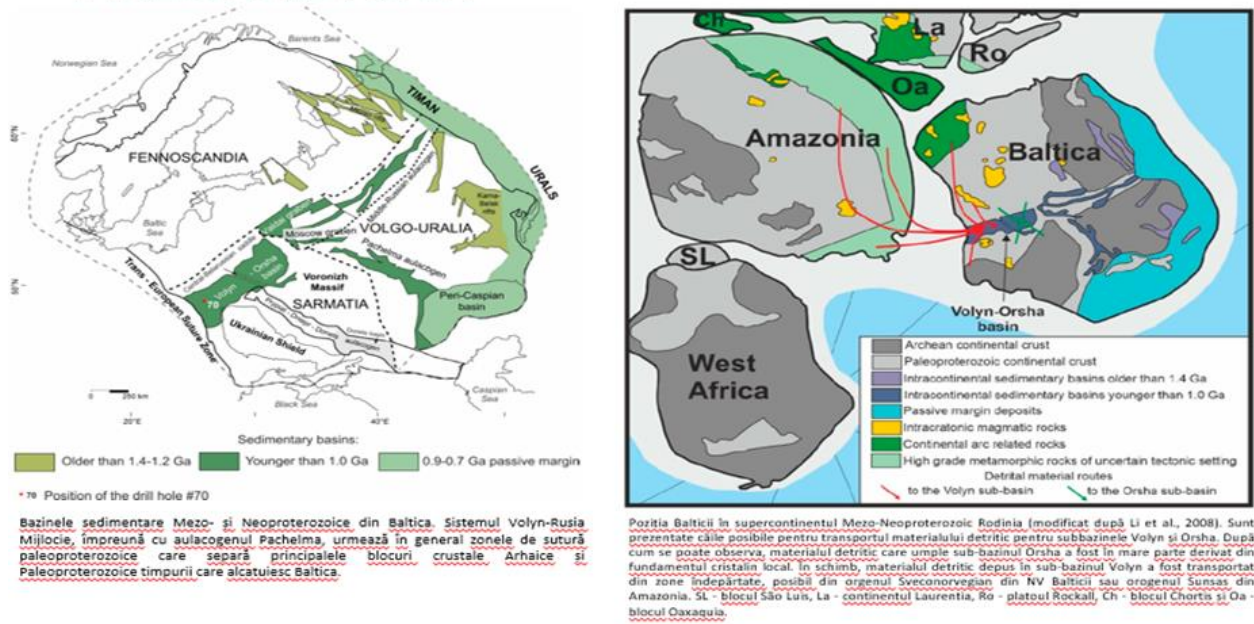 Barents Sea
Norwegian Sea
TIMAN
60°N
FENNOSCANDIA
URALS
Middle-Russian aulacogen
Moscow graben
VOLGO-URALIA
Baltic
Sea
Pachelma aulacogen
50°N
Volyn - Orsha
basin
Voronizh
Massif
SARMATIA
Peri-Caspian
basin
70
Trans - European Suture Zone
Ukrainian Shield
Caspian
Sea
Black Sea
20°E
40°E
Sedimentary basins:
Older than 1.4-1.2 Ga
Younger than 1.0 Ga
0.9-0.7 Ga passive margin
70 Position of the drill hole #70
Bazinele sedimentare Mezo- și Neoproterozoice din Baltica. Sistemul Volyn-Rusia
Mijlocie, împreună cu aulacogenul Pachelma, urmează în general zonele de sutură
paleoproterozoice care separă principalele blocuri crustale Arhaice și
Paleoproterozoice timpurii care alcatuiesc Baltica.
Ch
La
Ro
Oa
Amazonia
Baltica
SL
Volyn-Orsha
basin
West
Africa
Archean continental crust
Paleoproterozoic continental crust
Intracontinental sedimentary basins older than 1.4 Ga
Intracontinental sedimentary basins younger than 1.0 Ga
Passive margin deposits
Intracratonic magmatic rocks
Continental arc related rocks
High grade metamorphic rocks of uncertain tectonic setting
Detrital material routes
to the Volyn sub-basin
to the Orsha sub-basin
Poziția Balticii în supercontinentul Mezo-Neoproterozoic Rodinia (modificat după Li et al., 2008). Sunt
prezentate căile posibile pentru transportul materialului detritic pentru subbazinele Volyn și Orsha. După
cum se poate observa, materialul detritic care umple sub-bazinul Orsha a fost în mare parte derivat din
fundamentul cristalin local. În schimb, materialul detritic depus în sub-bazinul Volyn a fost transportat
din zone îndepărtate, posibil din orgenul Sveconorvegian din NV Balticii sau orogenul Sunsas din
Amazonia. SL - blocul São Luis, La - continentul Laurentia, Ro - platoul Rockall, Ch - blocul Chortis și Oa -
blocul Oaxaquia.